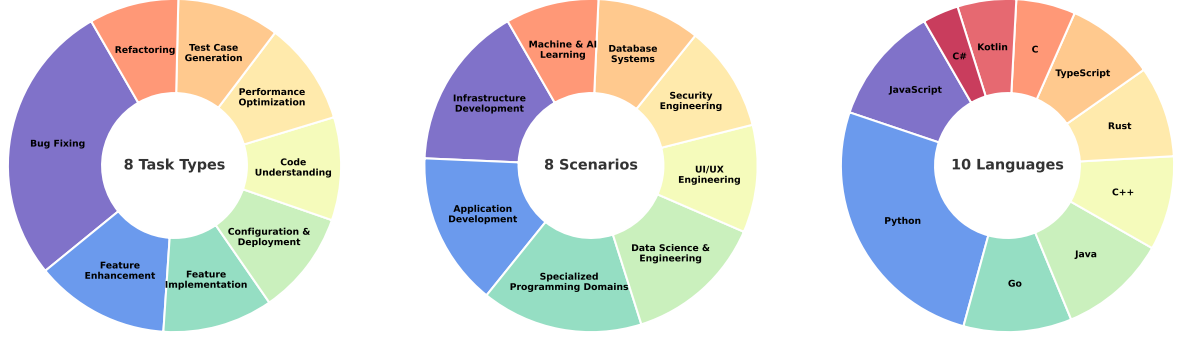 Refactoring
Test Case
Generation
Performance
Optimization
Bug Fixing
8 Task Types
Code
Understanding
Configuration &
Deployment
Feature
Enhancement
Feature
Implementation
Machine & AI
Learning
Database
Systems
Infrastructure
Development
Security
Engineering
8 Scenarios
UI/UX
Engineering
Application
Development
Data Science &
Engineering
Specialized
Programming Domains
C#
Kotlin
C
TypeScript
JavaScript
Rust
10 Languages
C++
Python
Java
Go